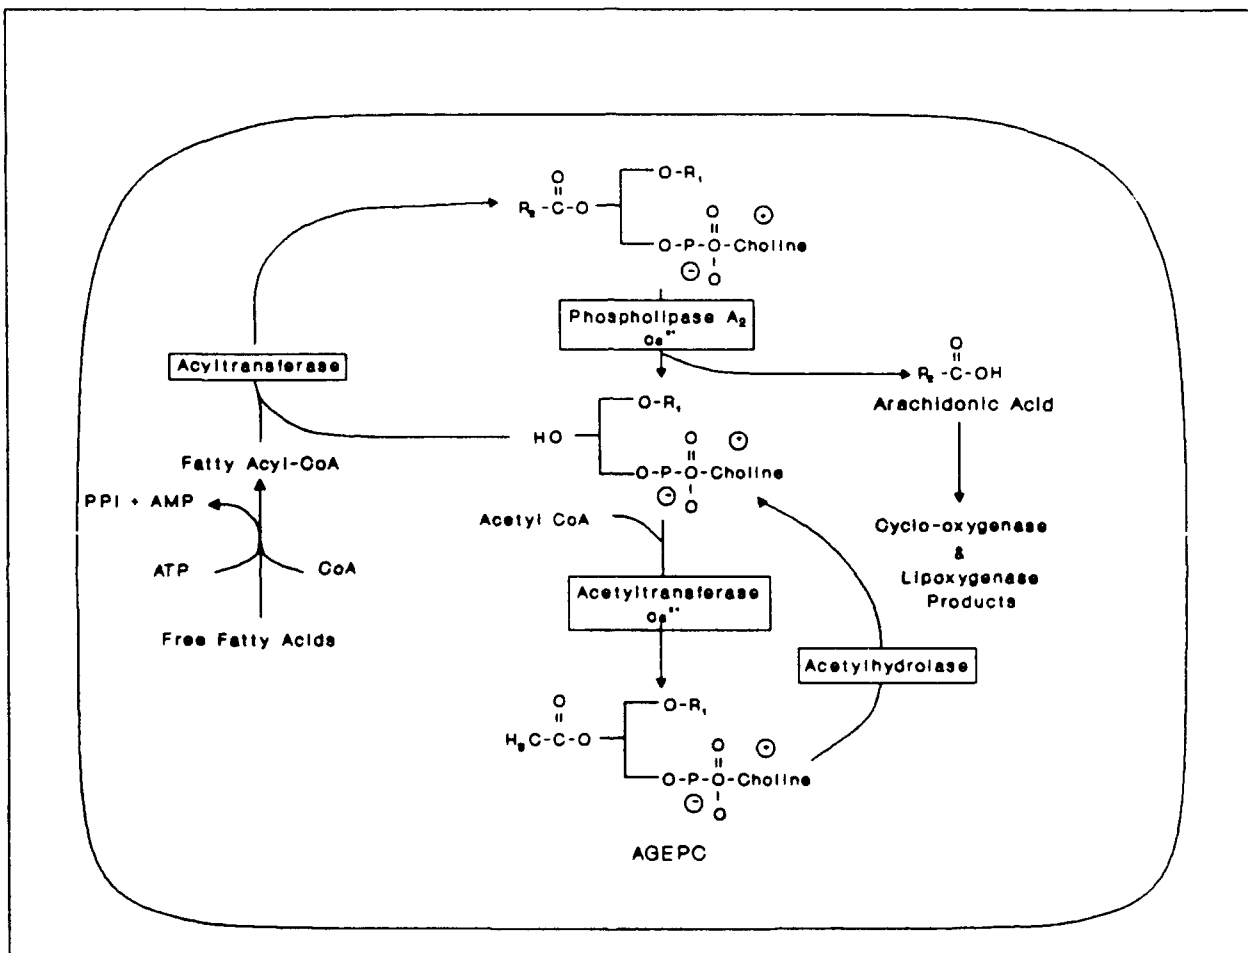 O
O-R₁
R₂-C-O
O
+
O-P-O-Choline
-
O
Phospholipase A₂
Ca⁺⁺
Acyltransferase
O
R₂-C-OH
Arachidonic Acid
O-R₁
HO
O
+
O-P-O-Choline
-
O
Fatty Acyl-CoA
PPI + AMP
Acetyl CoA
ATP
CoA
Cyclo-oxygenase
&
Lipoxygenase
Products
Acetyltransferase
Ca⁺⁺
Free Fatty Acids
Acetylhydrolase
O
O-R₁
H₃C-C-O
O
+
O-P-O-Choline
-
O
AGEPC